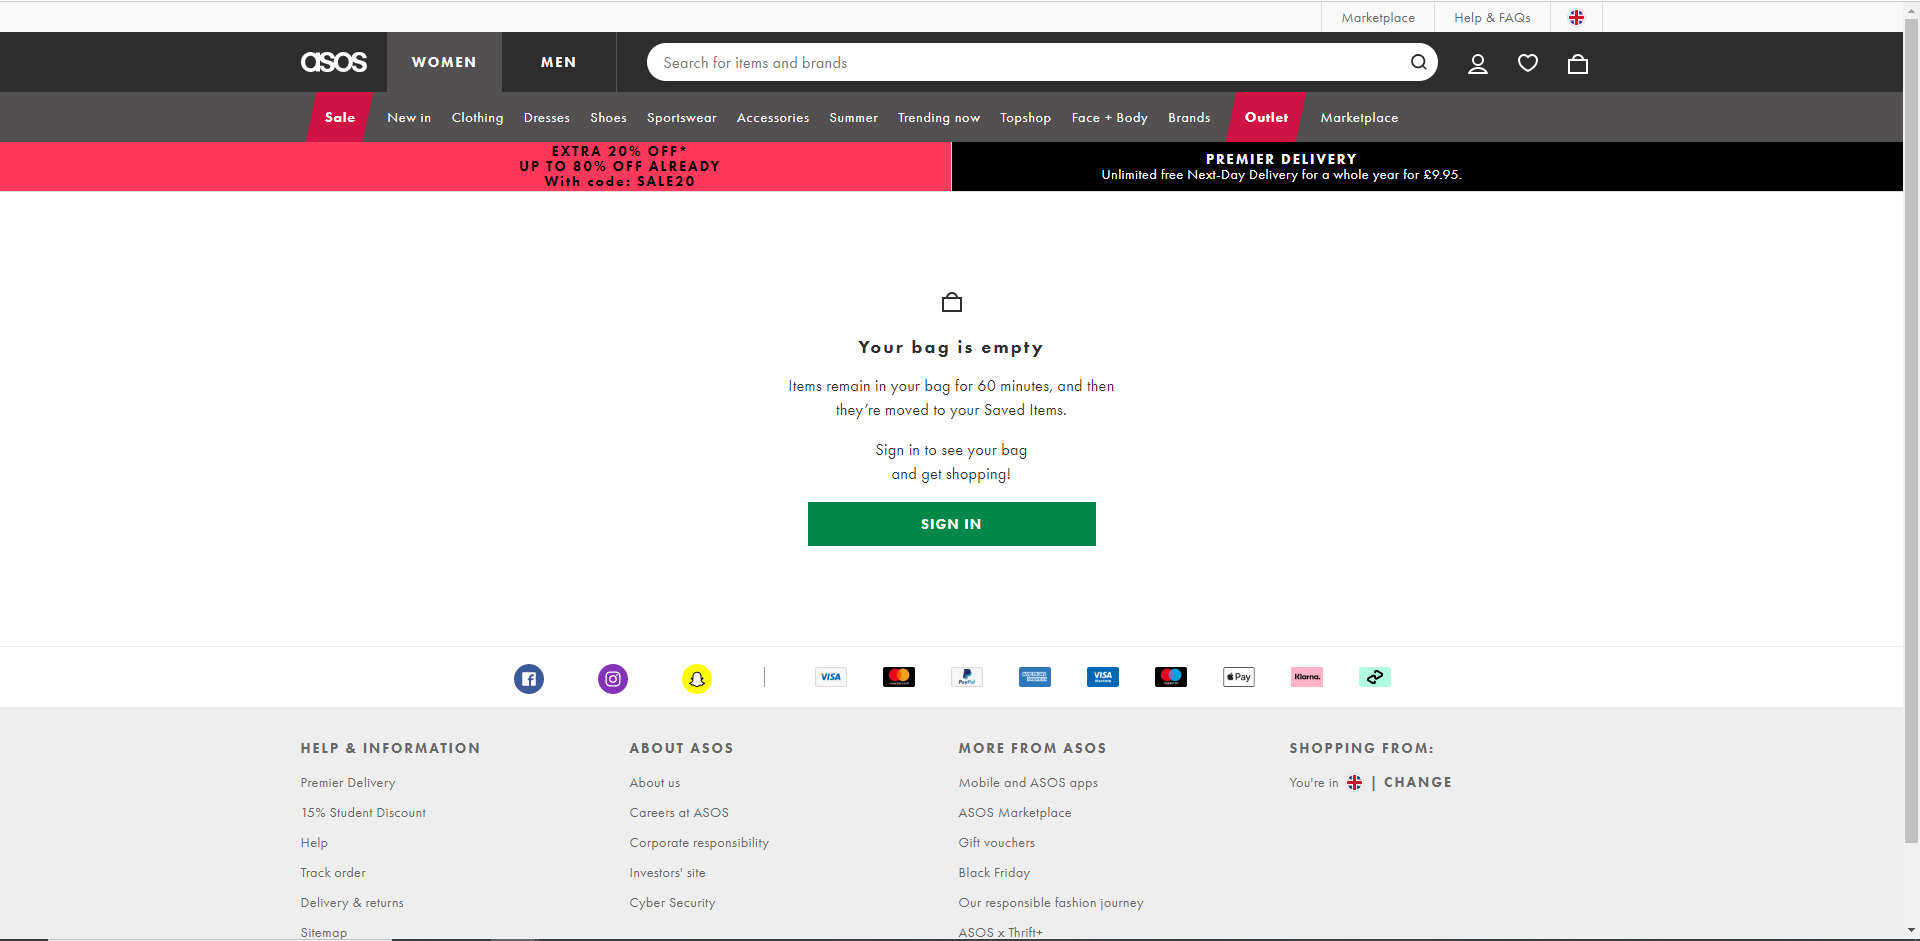 Marketplace
Help & FAQs
asos
WOMEN
MEN
Search for items and brands
Sale
New in
Clothing
Dresses
Shoes
Sportswear
Accessories
Summer
Trending now
Topshop
Face + Body
Brands
Outlet
Marketplace
EXTRA 20% OFF*
UP TO 80% OFF ALREADY
With code: SALE20
PREMIER DELIVERY
Unlimited free Next-Day Delivery for a whole year for £9.95.
Your bag is empty
Items remain in your bag for 60 minutes, and then
they’re moved to your Saved Items.
Sign in to see your bag
and get shopping!
SIGN IN
VISA
PayPal
VISA
Pay
Klarna.
HELP & INFORMATION
Premier Delivery
15% Student Discount
Help
Track order
Delivery & returns
Sitemap
ABOUT ASOS
About us
Careers at ASOS
Corporate responsibility
Investors' site
Cyber Security
MORE FROM ASOS
Mobile and ASOS apps
ASOS Marketplace
Gift vouchers
Black Friday
Our responsible fashion journey
ASOS x Thrift+
SHOPPING FROM:
You're in | CHANGE